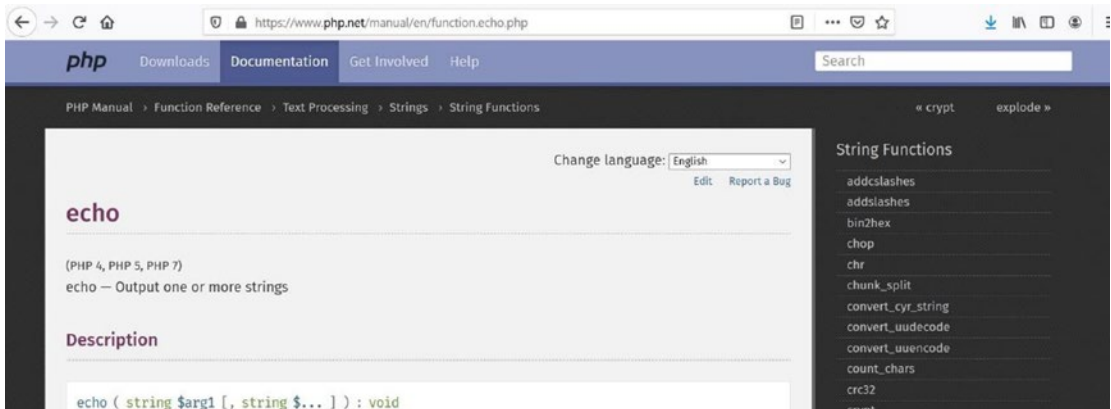 https://www.php.net/manual/en/function.echo.php
php Downloads Documentation Get Involved Help Search
PHP Manual › Function Reference › Text Processing › Strings › String Functions « crypt explode »
Change language: English
Edit Report a Bug
echo
(PHP 4, PHP 5, PHP 7)
echo — Output one or more strings
Description
echo ( string $arg1 [, string $... ] ) : void
String Functions
addcslashes
addslashes
bin2hex
chop
chr
chunk_split
convert_cyr_string
convert_uudecode
convert_uuencode
count_chars
crc32